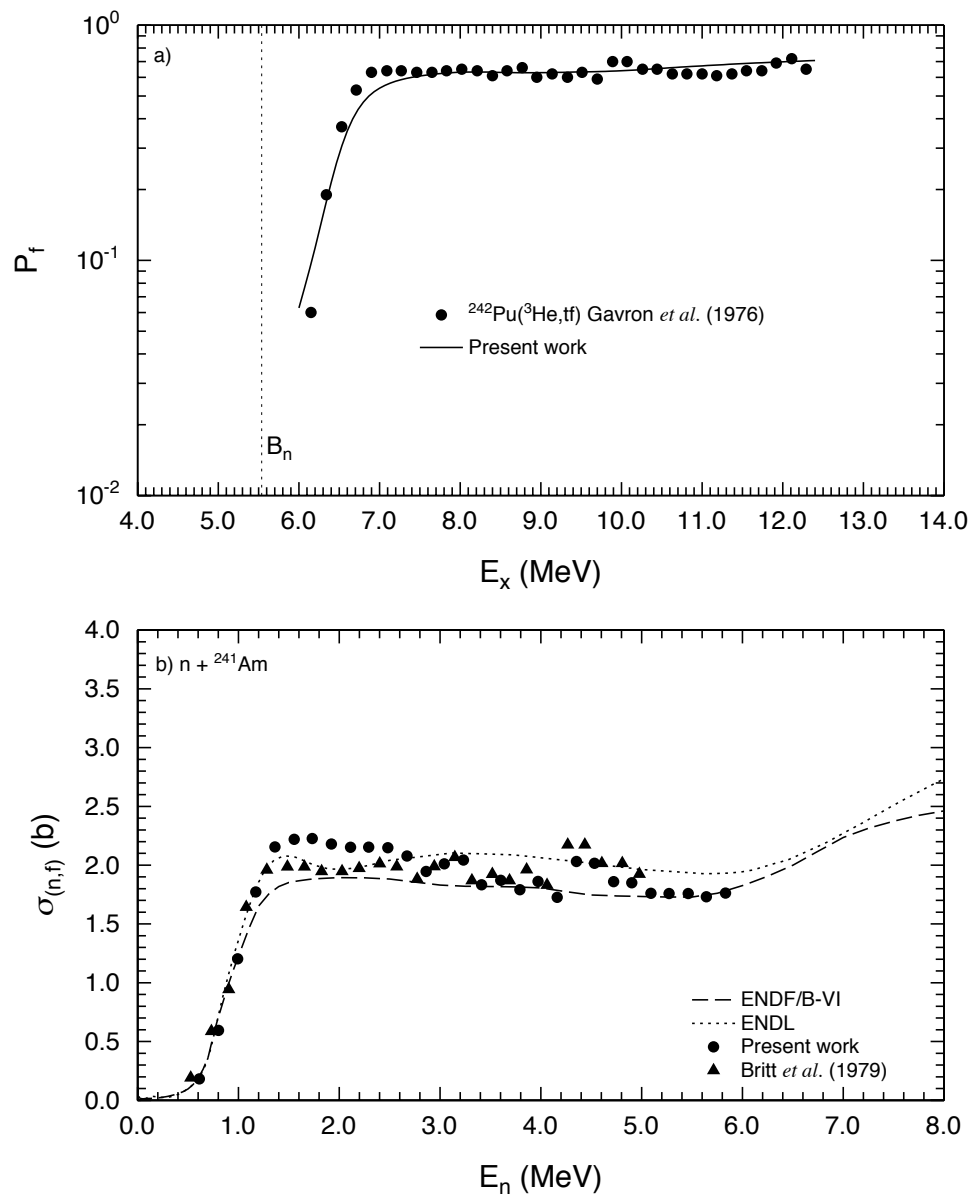 a)
10⁰
10⁻¹
10⁻²
P_f
B_n
²⁴²Pu(³He,tf) Gavron et al. (1976)
Present work
4.0 5.0 6.0 7.0 8.0 9.0 10.0 11.0 12.0 13.0 14.0
E_x (MeV)
b) n + ²⁴¹Am
4.0
3.5
3.0
2.5
2.0
1.5
1.0
0.5
0.0
σ_(n,f) (b)
ENDF/B-VI
ENDL
Present work
Britt et al. (1979)
0.0 1.0 2.0 3.0 4.0 5.0 6.0 7.0 8.0
E_n (MeV)